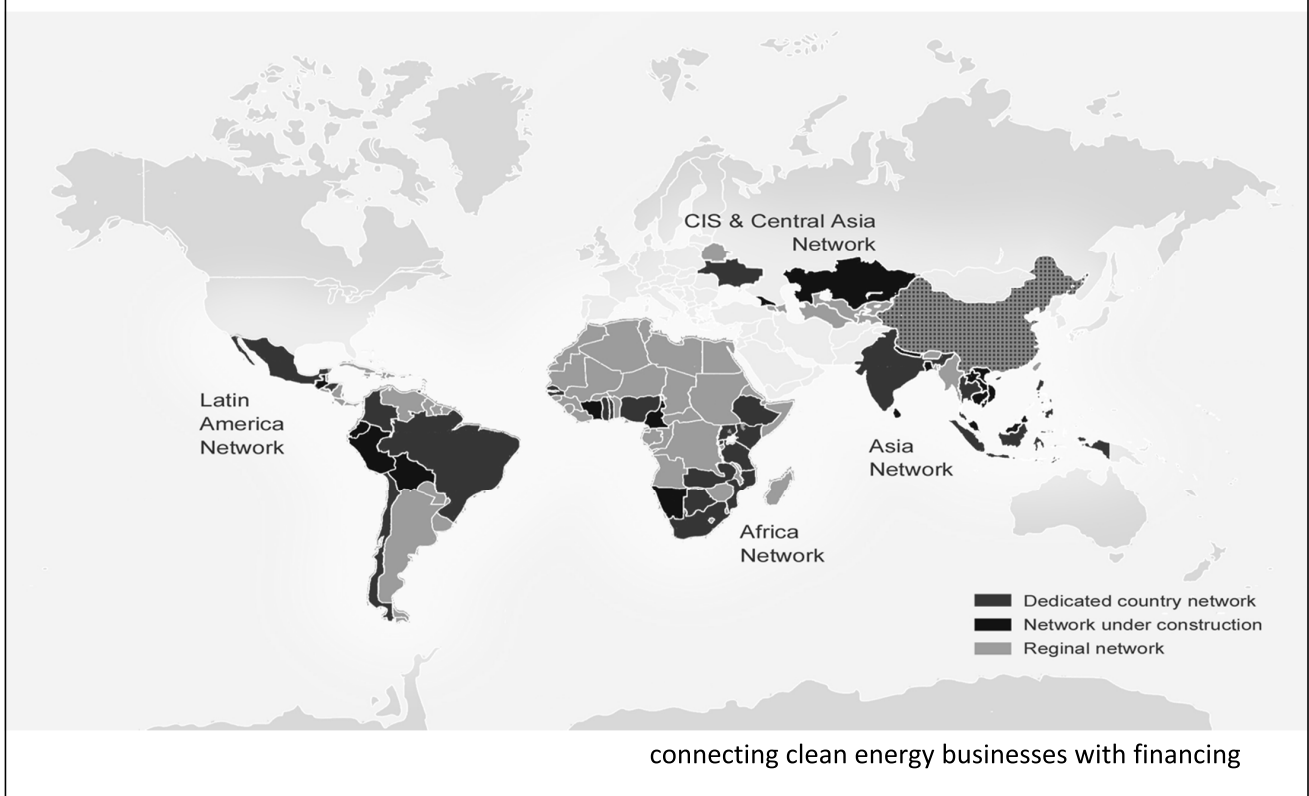 CIS & Central Asia
Network
Latin
America
Network
Asia
Network
Africa
Network
Dedicated country network
Network under construction
Reginal network
connecting clean energy businesses with financing